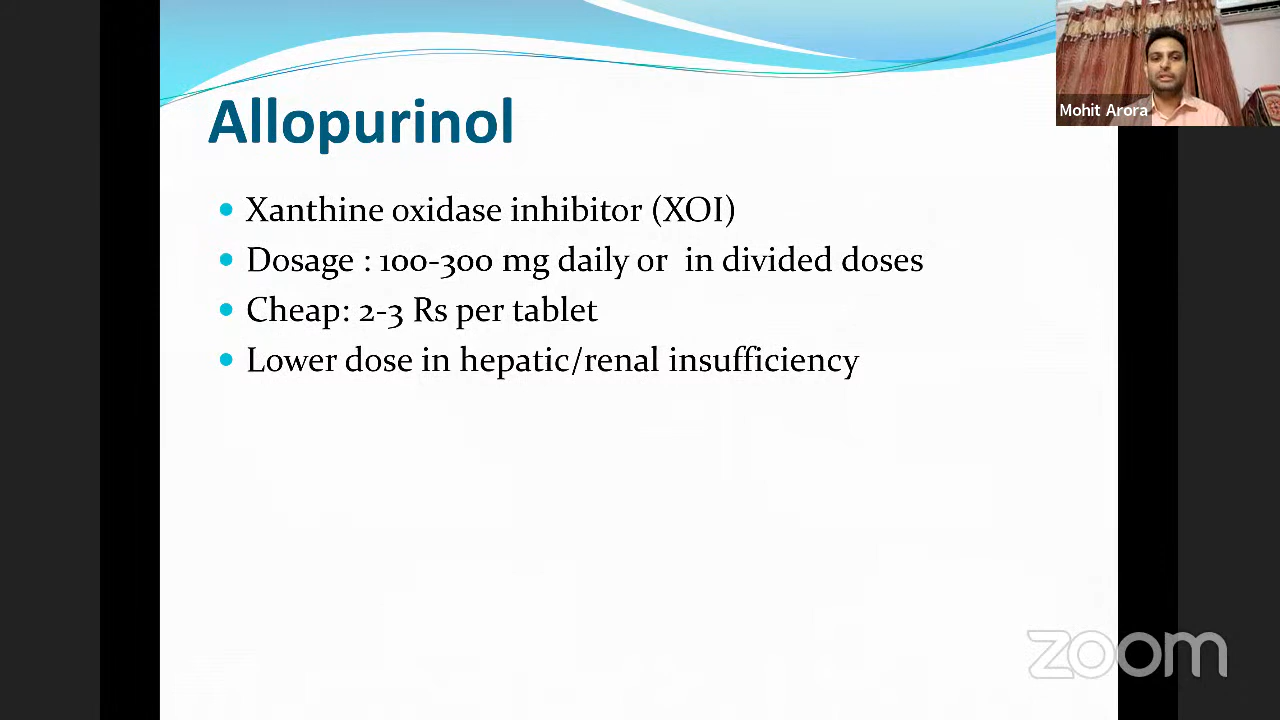 Allopurinol
Mohit Arora
• Xanthine oxidase inhibitor (XOI)
• Dosage : 100-300 mg daily or  in divided doses
• Cheap: 2-3 Rs per tablet
• Lower dose in hepatic/renal insufficiency
zoom